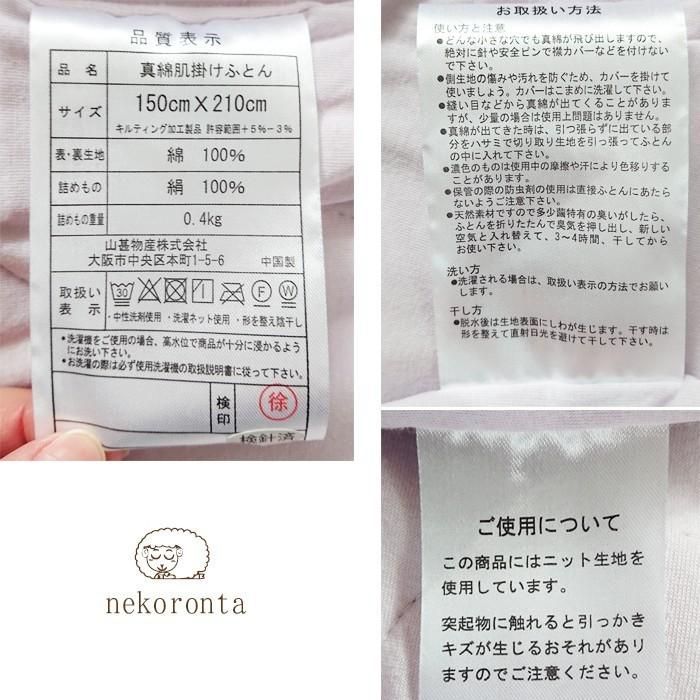 品質表示
品名 真綿肌掛けふとん
サイズ 150cm×210cm
キルティング加工製品 許容範囲+5%-3%
表・裏生地 綿 100%
詰めもの 絹 100%
詰めもの重量 0.4kg
山甚物産株式会社
大阪市中央区本町1-5-6 中国製
取扱い
表示
30 F W
・中性洗剤使用 ・洗濯ネット使用 ・形を整え陰干し
●洗濯機をご使用の場合、高水位で商品が十分に浸かるよう
にお洗い下さい。
●お洗濯の際は必ず使用洗濯機の取扱説明書に従って下さい。
検印 徐
検針済
お取扱い方法
使い方と注意
●どんな小さな穴でも真綿が飛び出しますので、
絶対に針や安全ピンで襟カバーなどを付けない
で下さい。
●側生地の傷みや汚れを防ぐため、カバーを掛けて
使いましょう。カバーはこまめに洗濯して下さい。
●縫い目などから真綿が出てくることがありま
すが、少量の場合は使用上問題はありません。
●真綿が出てきた時は、引っ張らずに出ている部
分をハサミで切り取り生地を引っ張ってふとん
の中に入れて下さい。
●濃色のものは使用中の摩擦や汗により色移りする
ことがあります。
●保管の際の防虫剤の使用は直接ふとんにあたら
ないようご注意下さい。
●天然素材ですので多少繭特有の臭いがしたら、
ふとんを折りたたんで臭気を押し出し、新しい
空気と入れ替えて、3～4時間、干してから
お使い下さい。
洗い方
●洗濯される場合は、取扱い表示の方法でお願い
します。
干し方
●脱水後は生地表面にしわが生じます。干す時は
形を整えて直射日光を避けて干して下さい。
ご使用について
この商品にはニット生地を
使用しています。
突起物に触れると引っかき
キズが生じるおそれがあり
ますのでご注意ください。
nekoronta